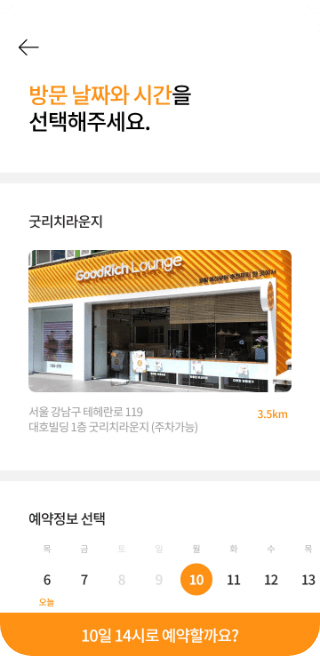 방문 날짜와 시간을
선택해주세요.
굿리치라운지
GoodRich Lounge
서울 강남구 테헤란로 119
3.5km
대호빌딩 1층 굿리치라운지 (주차가능)
예약정보 선택
목 금 토 일 월 화 수 목
6 7 8 9 10 11 12 13
오늘
10일 14시로 예약할까요?